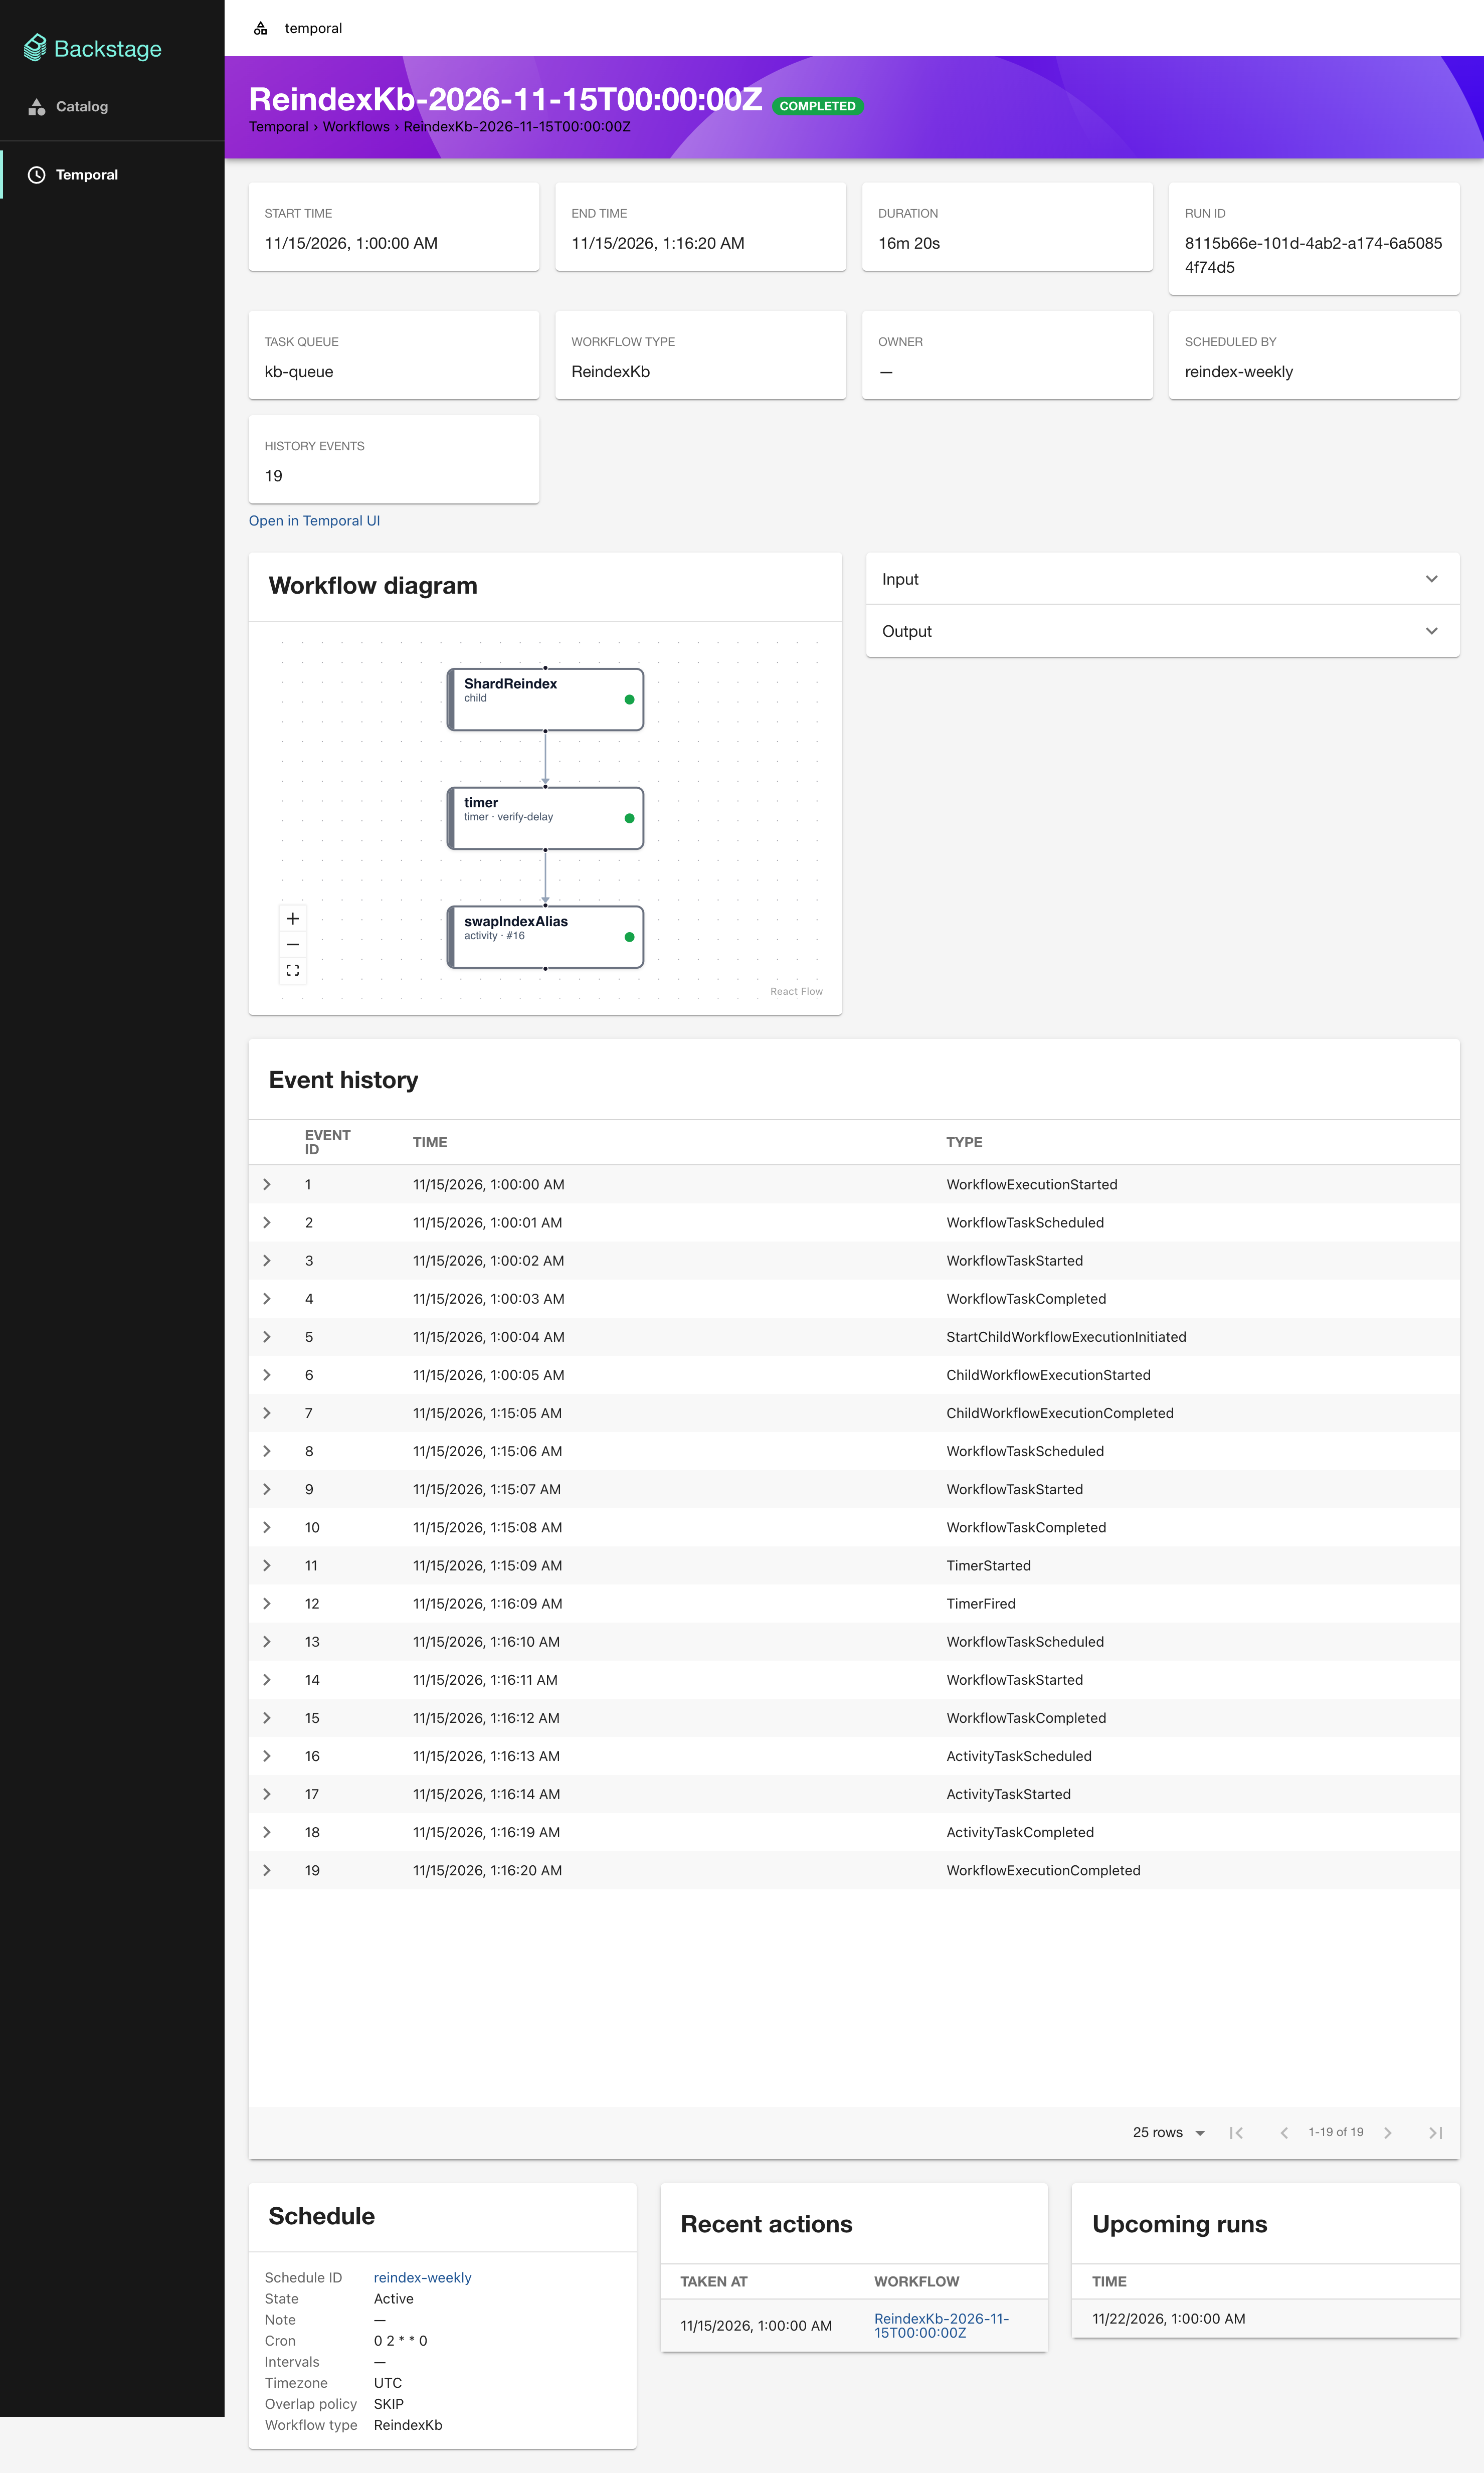 Backstage
Catalog
Temporal
temporal
ReindexKb-2026-11-15T00:00:00Z COMPLETED
Temporal › Workflows › ReindexKb-2026-11-15T00:00:00Z
START TIME
11/15/2026, 1:00:00 AM
END TIME
11/15/2026, 1:16:20 AM
DURATION
16m 20s
RUN ID
8115b66e-101d-4ab2-a174-6a5085
4f74d5
TASK QUEUE
kb-queue
WORKFLOW TYPE
ReindexKb
OWNER
—
SCHEDULED BY
reindex-weekly
HISTORY EVENTS
19
Open in Temporal UI
Workflow diagram
ShardReindex
child
timer
timer · verify-delay
swapIndexAlias
activity · #16
React Flow
Input
Output
Event history
EVENT
ID
TIME
TYPE
1 11/15/2026, 1:00:00 AM WorkflowExecutionStarted
2 11/15/2026, 1:00:01 AM WorkflowTaskScheduled
3 11/15/2026, 1:00:02 AM WorkflowTaskStarted
4 11/15/2026, 1:00:03 AM WorkflowTaskCompleted
5 11/15/2026, 1:00:04 AM StartChildWorkflowExecutionInitiated
6 11/15/2026, 1:00:05 AM ChildWorkflowExecutionStarted
7 11/15/2026, 1:15:05 AM ChildWorkflowExecutionCompleted
8 11/15/2026, 1:15:06 AM WorkflowTaskScheduled
9 11/15/2026, 1:15:07 AM WorkflowTaskStarted
10 11/15/2026, 1:15:08 AM WorkflowTaskCompleted
11 11/15/2026, 1:15:09 AM TimerStarted
12 11/15/2026, 1:16:09 AM TimerFired
13 11/15/2026, 1:16:10 AM WorkflowTaskScheduled
14 11/15/2026, 1:16:11 AM WorkflowTaskStarted
15 11/15/2026, 1:16:12 AM WorkflowTaskCompleted
16 11/15/2026, 1:16:13 AM ActivityTaskScheduled
17 11/15/2026, 1:16:14 AM ActivityTaskStarted
18 11/15/2026, 1:16:19 AM ActivityTaskCompleted
19 11/15/2026, 1:16:20 AM WorkflowExecutionCompleted
25 rows 1-19 of 19
Schedule
Schedule ID reindex-weekly
State Active
Note —
Cron 0 2 * * 0
Intervals —
Timezone UTC
Overlap policy SKIP
Workflow type ReindexKb
Recent actions
TAKEN AT WORKFLOW
11/15/2026, 1:00:00 AM ReindexKb-2026-11-
15T00:00:00Z
Upcoming runs
TIME
11/22/2026, 1:00:00 AM